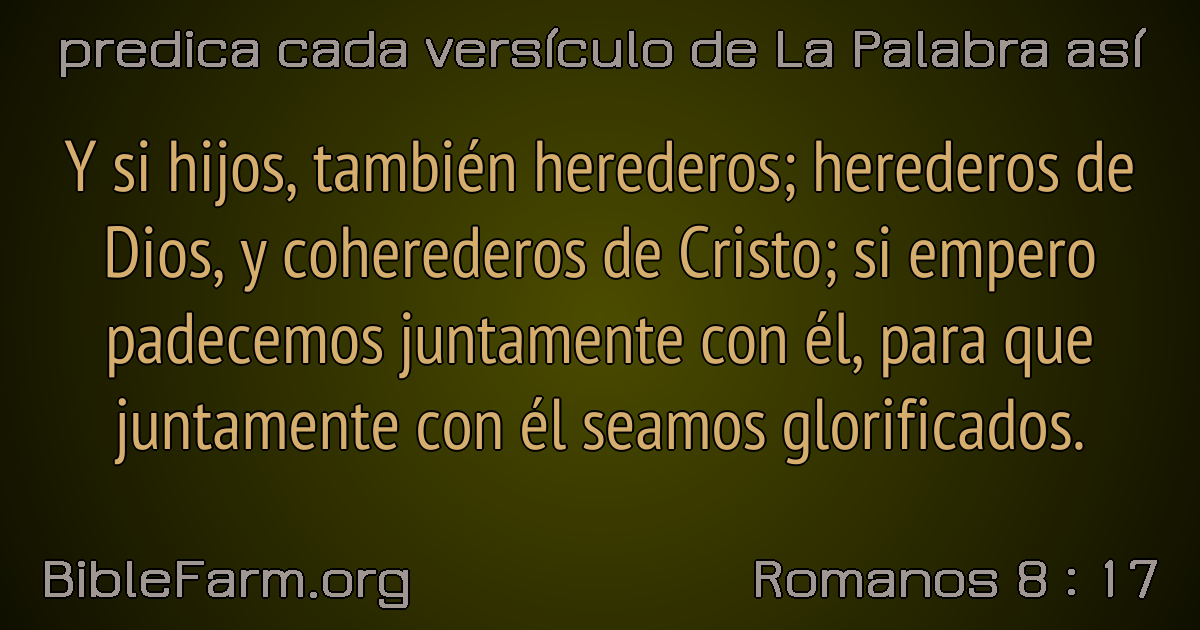 predica cada versículo de La Palabra así
Y si hijos, también herederos; herederos de
Dios, y coherederos de Cristo; si empero
padecemos juntamente con él, para que
juntamente con él seamos glorificados.
BibleFarm.org
Romanos 8 : 17